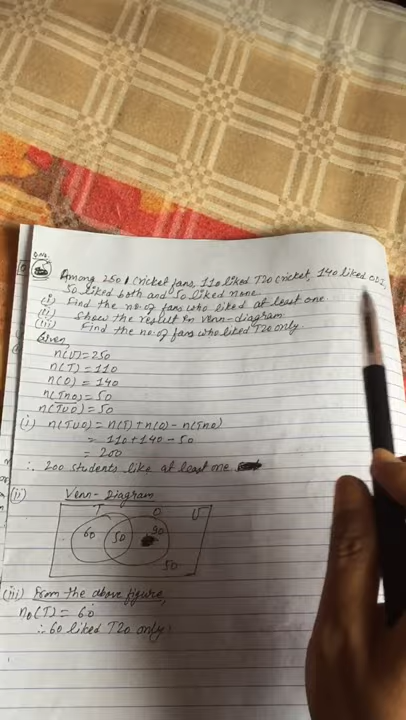 Q.No.
Among 250 cricket fans, 110 liked T20 cricket, 140 liked ODI,
50 liked both and 50 liked none.
(i) Find the no. of fans who liked at least one.
(ii) Show the result in Venn-diagram.
(iii) Find the no. of fans who liked T20 only.
Given,
n(U) = 250
n(T) = 110
n(O) = 140
n(T∩O) = 50
n(\overline{TUO}) = 50
(i) n(TUO) = n(T) + n(O) - n(T∩O)
= 110 + 140 - 50
= 200
∴ 200 students like at least one
(ii) Venn-Diagram
T O U
60 50 90
50
(iii) From the above figure,
n₀(T) = 60
∴ 60 liked T20 only.